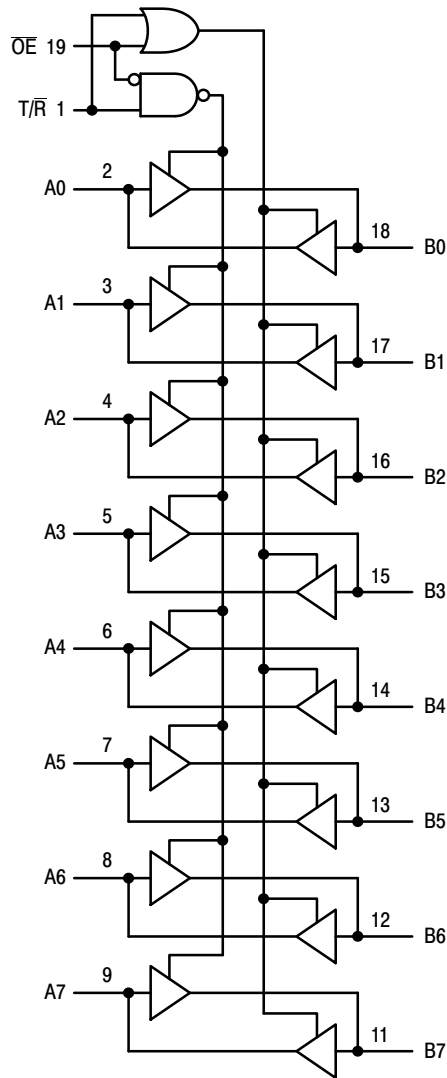 O̅E̅ 19
T/R̅ 1
A0 2
18 B0
A1 3
17 B1
A2 4
16 B2
A3 5
15 B3
A4 6
14 B4
A5 7
13 B5
A6 8
12 B6
A7 9
11 B7